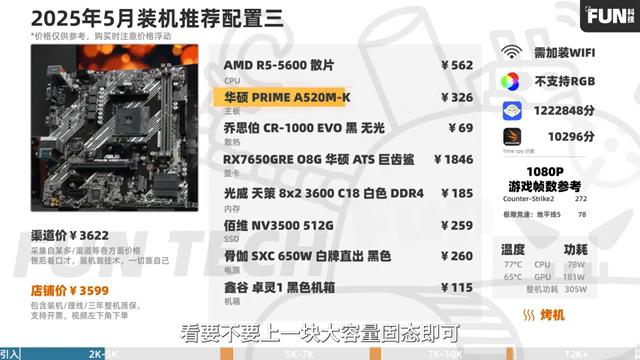 2025年5月装机推荐配置三
*价格仅供参考，购买时注意价格浮动
FUN科技
AMD R5-5600 散片 ¥562
CPU
华硕 PRIME A520M-K ¥326
主板
乔思伯 CR-1000 EVO 黑 无光 ¥69
散热
RX7650GRE O8G 华硕 ATS 巨齿鲨 ¥1846
显卡
光威 天策 8x2 3600 C18 白色 DDR4 ¥185
内存
佰维 NV3500 512G ¥259
SSD
骨伽 SXC 650W 白牌直出 黑色 ¥260
电源
鑫谷 卓灵1 黑色机箱 ¥115
机箱
需加装WIFI
不支持RGB
1222848分
10296分
Time spy 分数
1080P
游戏帧数参考
Counter-Strike2 272
极限竞速：地平线5 78
温度 功耗
77°C CPU 78W
65°C GPU 181W
整机功耗 305W
烤机
渠道价¥3622
采集自某多/渠道等各方面价格
售后看口才，装机靠技术，一切靠自己
店铺价¥3599
包含装机/理线/三年整机质保，
支持开票，视频左下角下单
FUN TECH
看要不要上一块大容量固态即可
引入 2K-5K 5K-7K 7K-10K 12K+